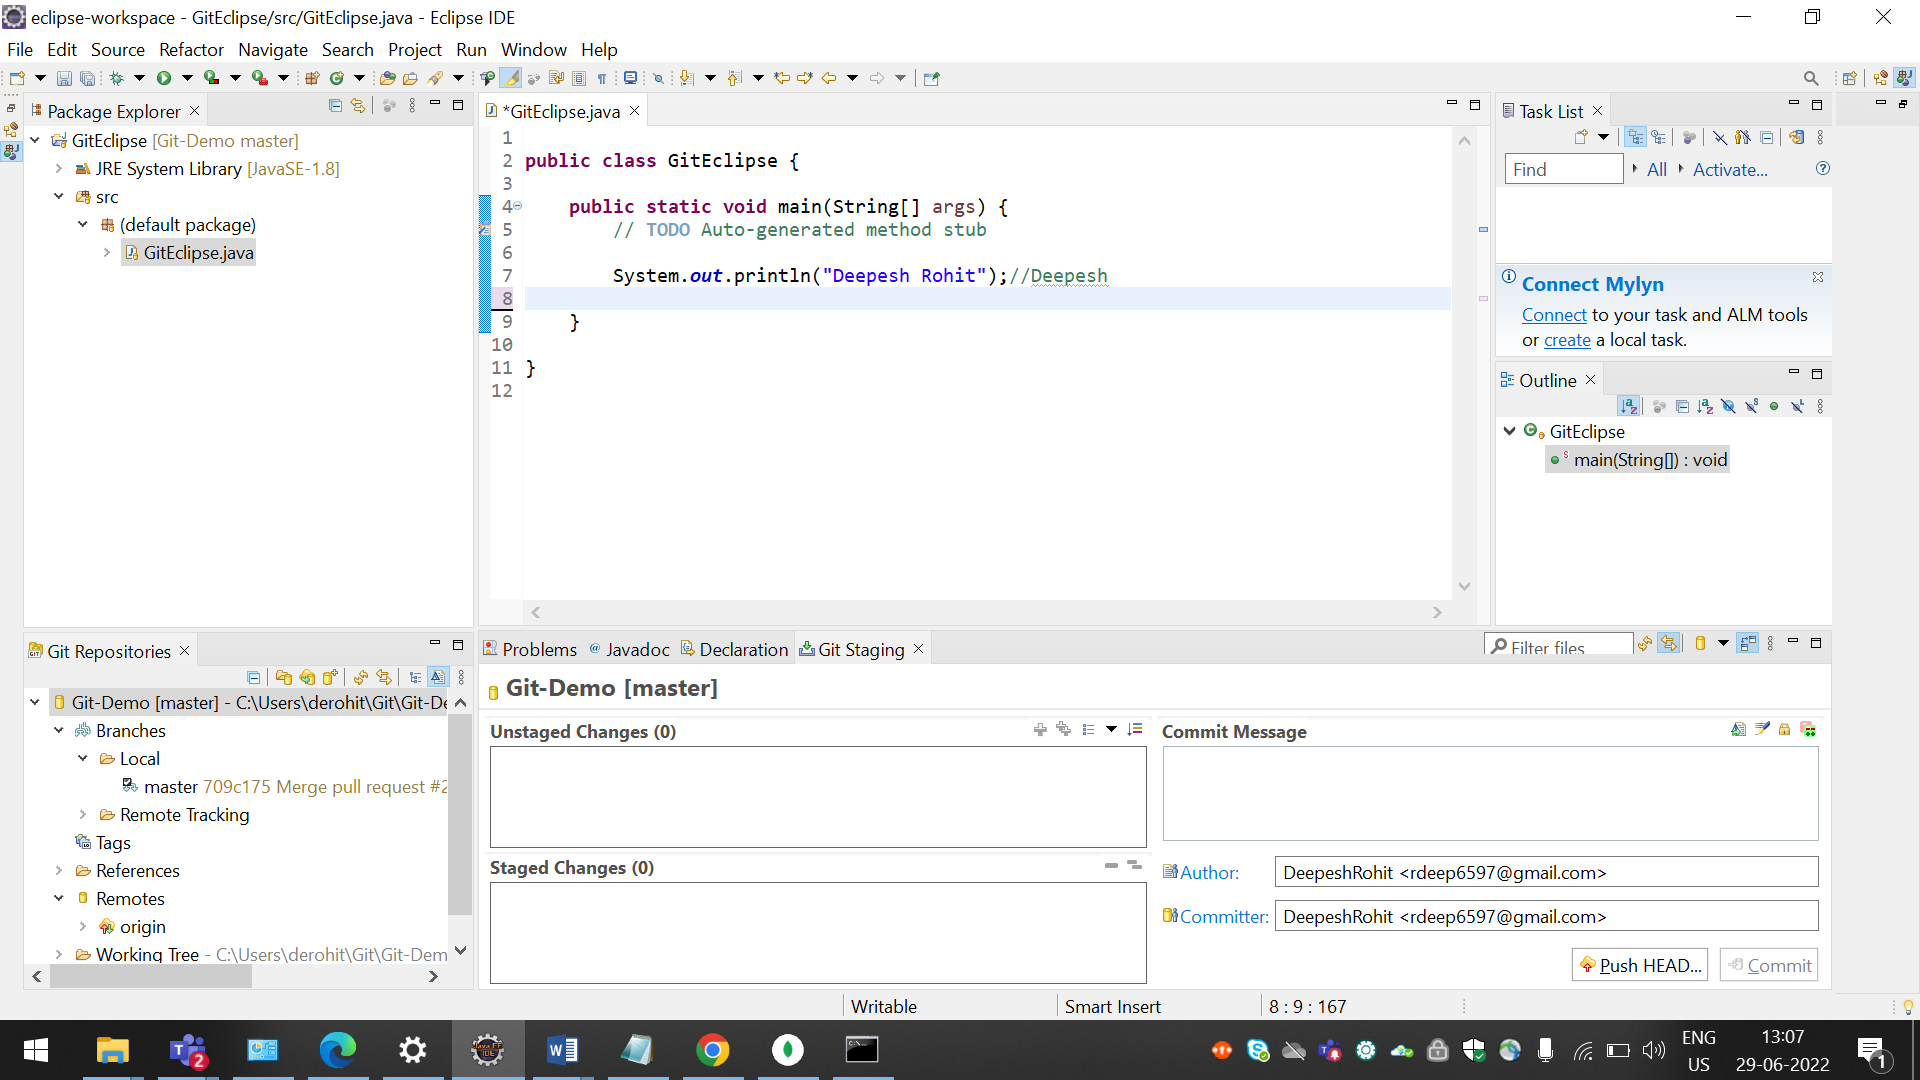 eclipse-workspace - GitEclipse/src/GitEclipse.java - Eclipse IDE
File Edit Source Refactor Navigate Search Project Run Window Help
Package Explorer
GitEclipse [Git-Demo master]
JRE System Library [JavaSE-1.8]
src
(default package)
GitEclipse.java
*GitEclipse.java
1
2 public class GitEclipse {
3
4 public static void main(String[] args) {
5 // TODO Auto-generated method stub
6
7 System.out.println("Deepesh Rohit");//Deepesh
8
9 }
10
11 }
12
Task List
Find All Activate...
Connect Mylyn
Connect to your task and ALM tools
or create a local task.
Outline
GitEclipse
main(String[]) : void
Git Repositories
Git-Demo [master] - C:\Users\derohit\Git\Git-De
Branches
Local
master 709c175 Merge pull request #2
Remote Tracking
Tags
References
Remotes
origin
Working Tree - C:\Users\derohit\Git\Git-Dem
Problems @ Javadoc Declaration Git Staging
Filter files
Git-Demo [master]
Unstaged Changes (0)
Staged Changes (0)
Commit Message
Author: DeepeshRohit <rdeep6597@gmail.com>
Committer: DeepeshRohit <rdeep6597@gmail.com>
Push HEAD... Commit
Writable Smart Insert 8 : 9 : 167
2
ENG
US
13:07
29-06-2022
1